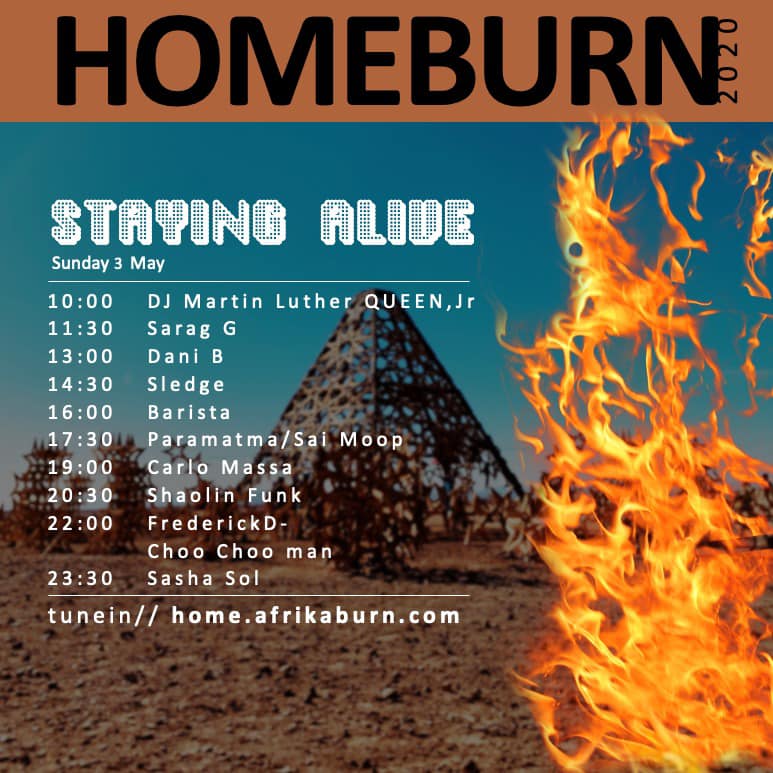 HOMEBURN
2020
STAYING ALIVE
Sunday 3 May
10:00 DJ Martin Luther QUEEN,Jr
11:30 Sarag G
13:00 Dani B
14:30 Sledge
16:00 Barista
17:30 Paramatma/Sai Moop
19:00 Carlo Massa
20:30 Shaolin Funk
22:00 FrederickD-
Choo Choo man
23:30 Sasha Sol
tunein// home.afrikaburn.com